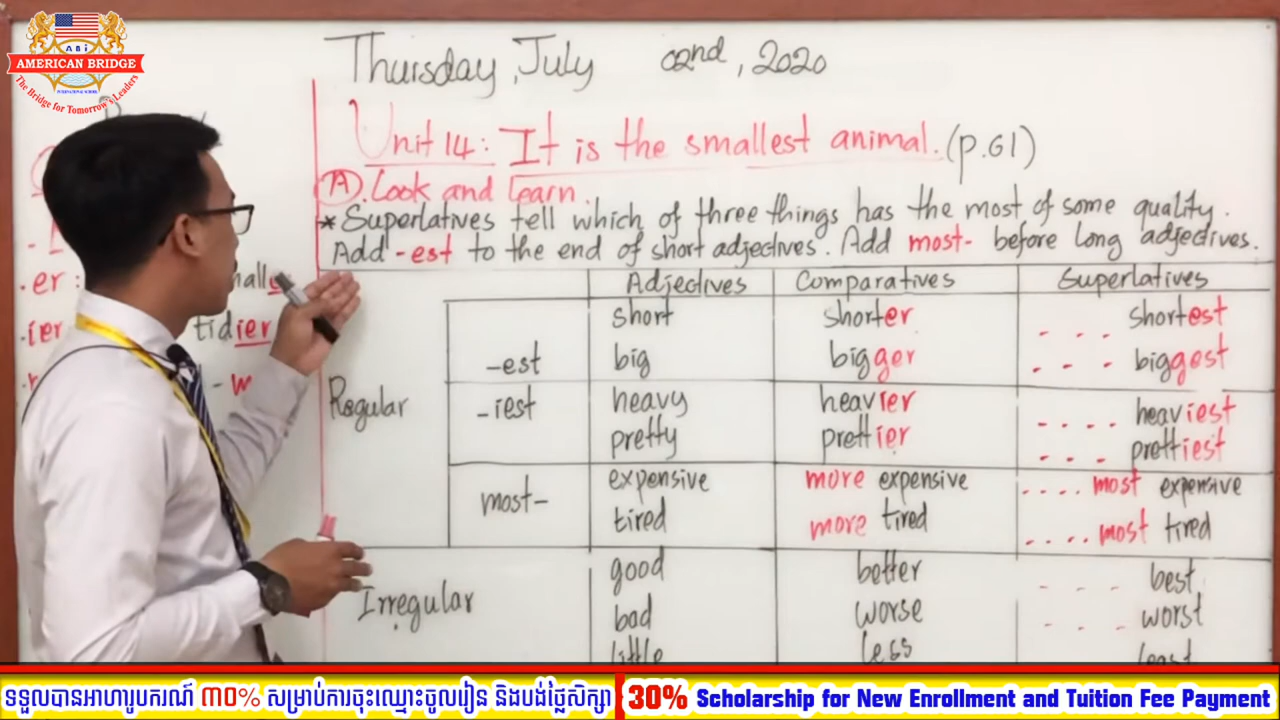 ABi
AMERICAN BRIDGE
The Bridge for Tomorrow's Leaders
Thursday, July 02nd, 2020
Unit 14: It is the smallest animal. (p.61)
A. Look and learn.
* Superlatives tell which of three things has the most of some quality.
Add -est to the end of short adjectives. Add most- before long adjectives.
er:
tidier
Adjectives Comparatives Superlatives
short shorter .... shortest
-est big bigger .... biggest
Regular -iest heavy heavier .... heaviest
pretty prettier ... prettiest
most- expensive more expensive .... most expensive
tired more tired .... most tired
good better ... best
Irregular bad worse ... worst
little less least
ទទួលបានអាហារូបករណ៍ ៣០% សម្រាប់ការចុះឈ្មោះចូលរៀន និងបង់ថ្លៃសិក្សា
30% Scholarship for New Enrollment and Tuition Fee Payment